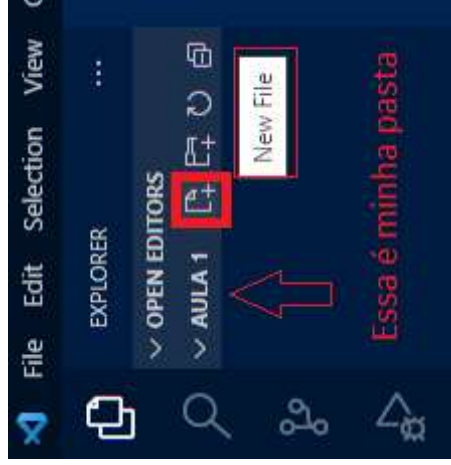 File Edit Selection View
EXPLORER
OPEN EDITORS
AULA 1
New File
Essa é minha pasta